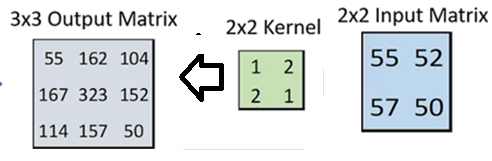 3x3 Output Matrix
55 162 104
167 323 152
114 157 50
2x2 Kernel
1 2
2 1
2x2 Input Matrix
55 52
57 50